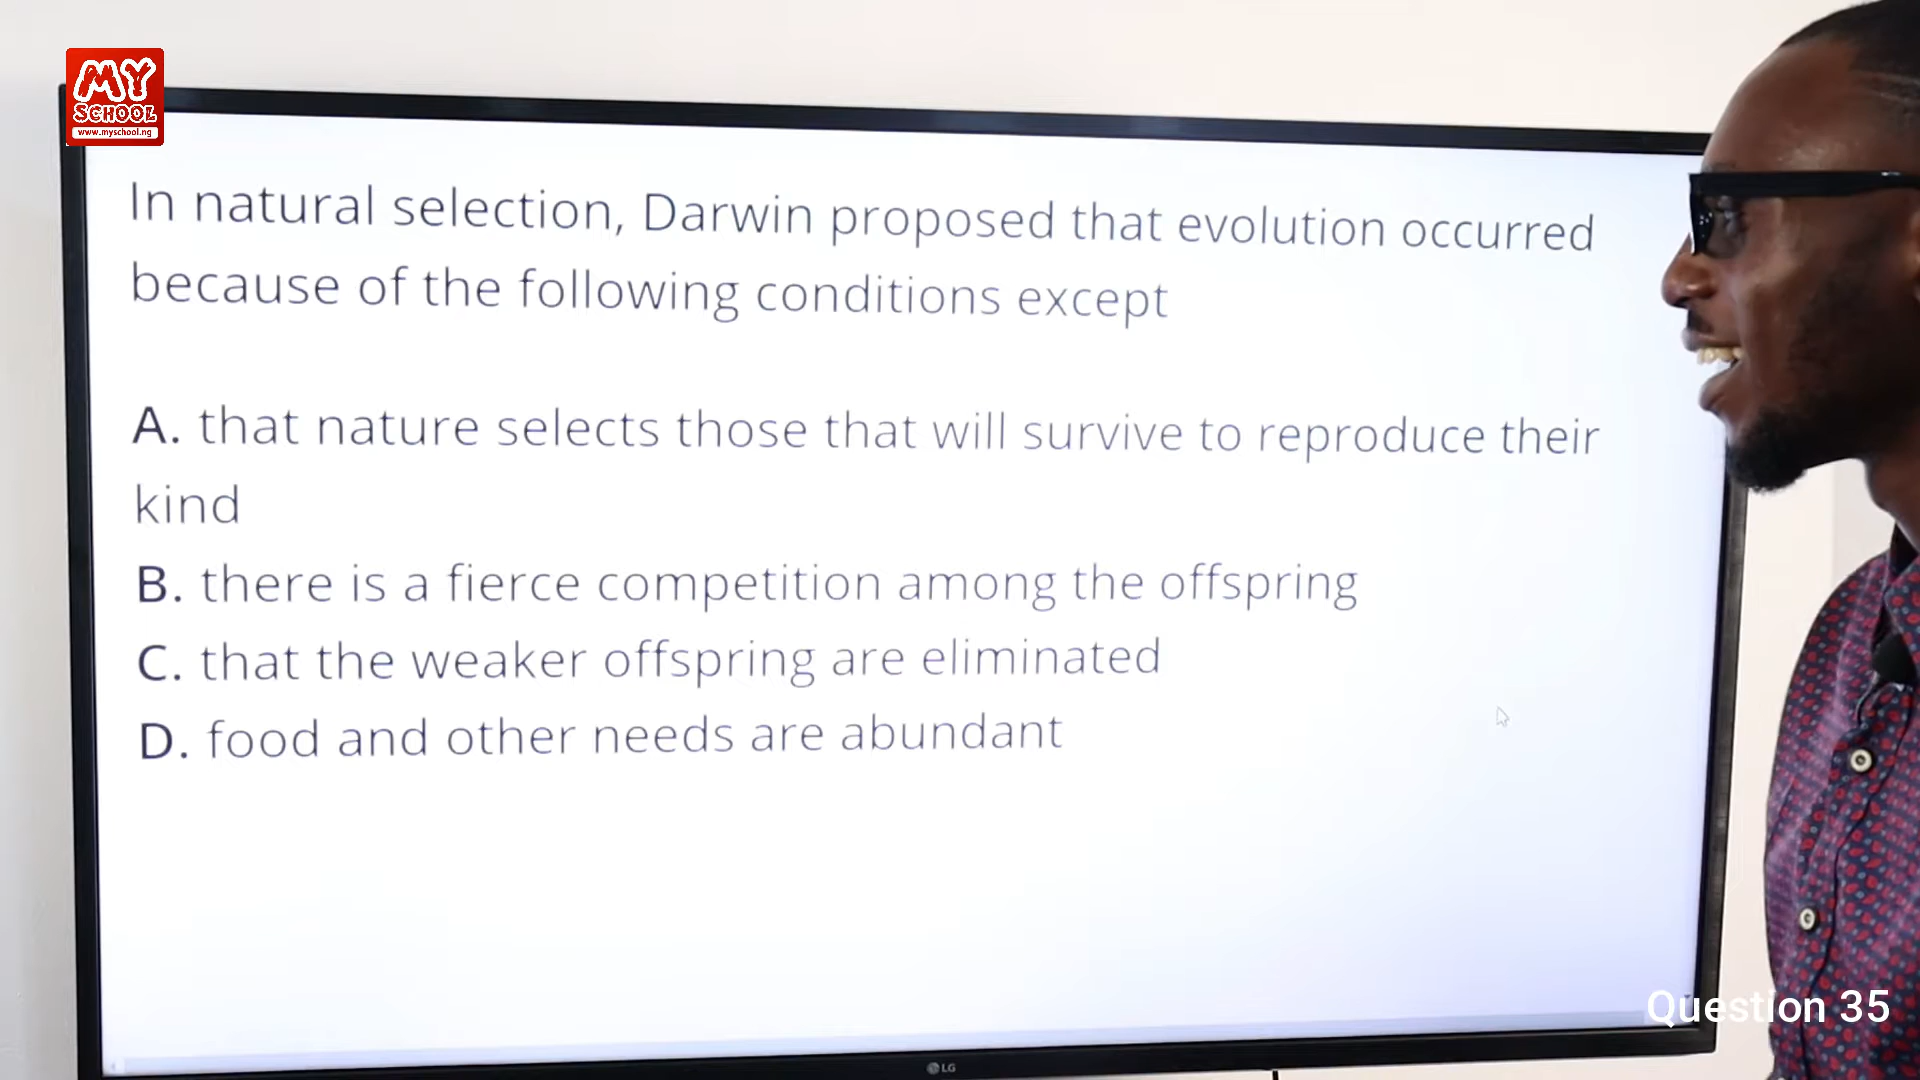 MY
SCHOOL
www.myschool.ng
In natural selection, Darwin proposed that evolution occurred
because of the following conditions except
A. that nature selects those that will survive to reproduce their
kind
B. there is a fierce competition among the offspring
C. that the weaker offspring are eliminated
D. food and other needs are abundant
Question 35
LG